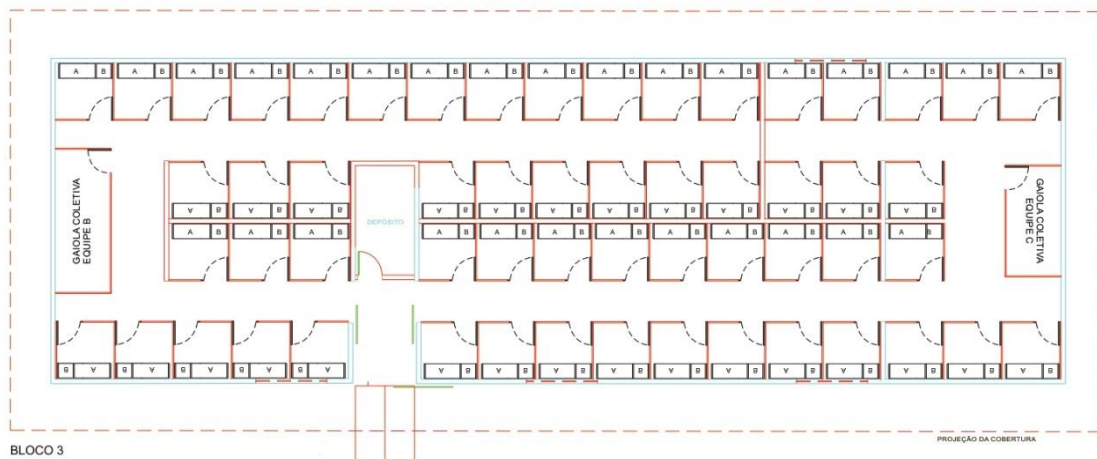 A B A B A B A B A B A B A B A B A B A B A B A B A B A B A B A B A B
GAIOLA COLETIVA
EQUIPE B
A B A B A B A B A B A B A B A B A B A B A B A B
DEPÓSITO
A B A B A B A B A B A B A B A B A B A B A B A B
GAIOLA COLETIVA
EQUIPE C
B A B A B A B A B A A B A B A B A B A B A B A B A B A B A B A B
PROJEÇÃO DA COBERTURA
BLOCO 3